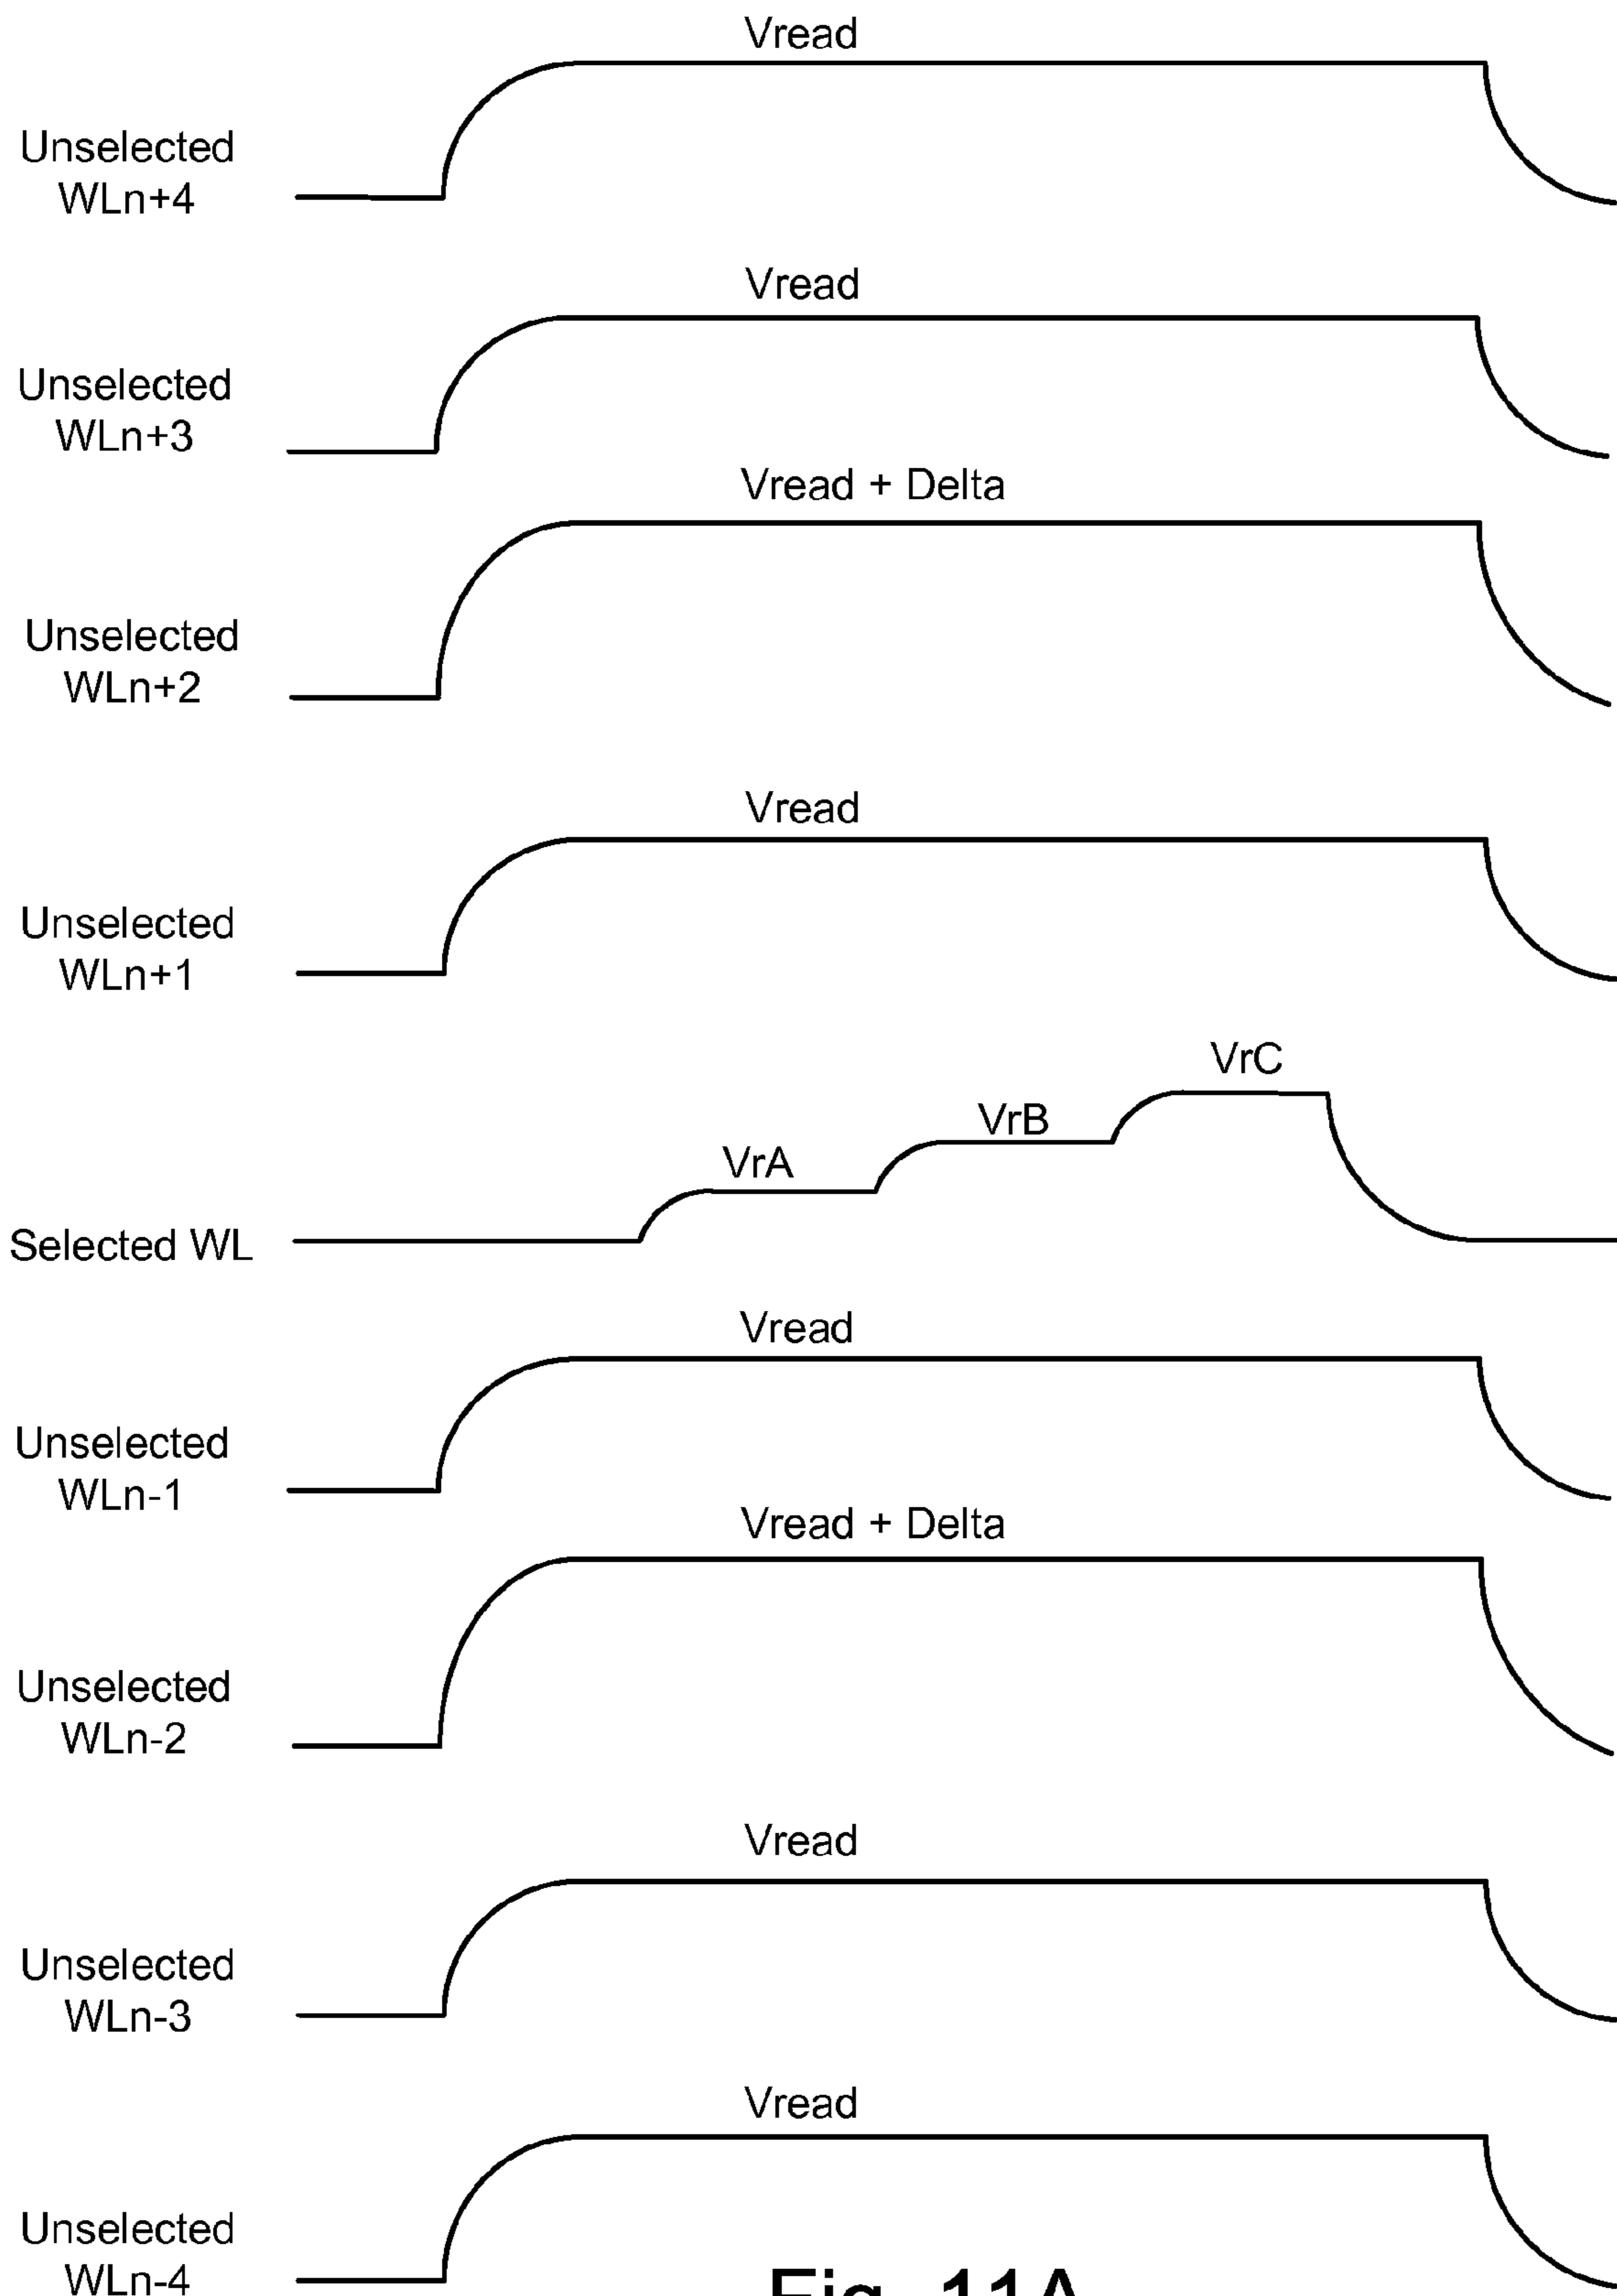 Vread
Unselected
WLn+4
Vread
Unselected
WLn+3
Vread + Delta
Unselected
WLn+2
Vread
Unselected
WLn+1
VrC
VrB
VrA
Selected WL
Vread
Unselected
WLn-1
Vread + Delta
Unselected
WLn-2
Vread
Unselected
WLn-3
Vread
Unselected
WLn-4
Fig. 11A